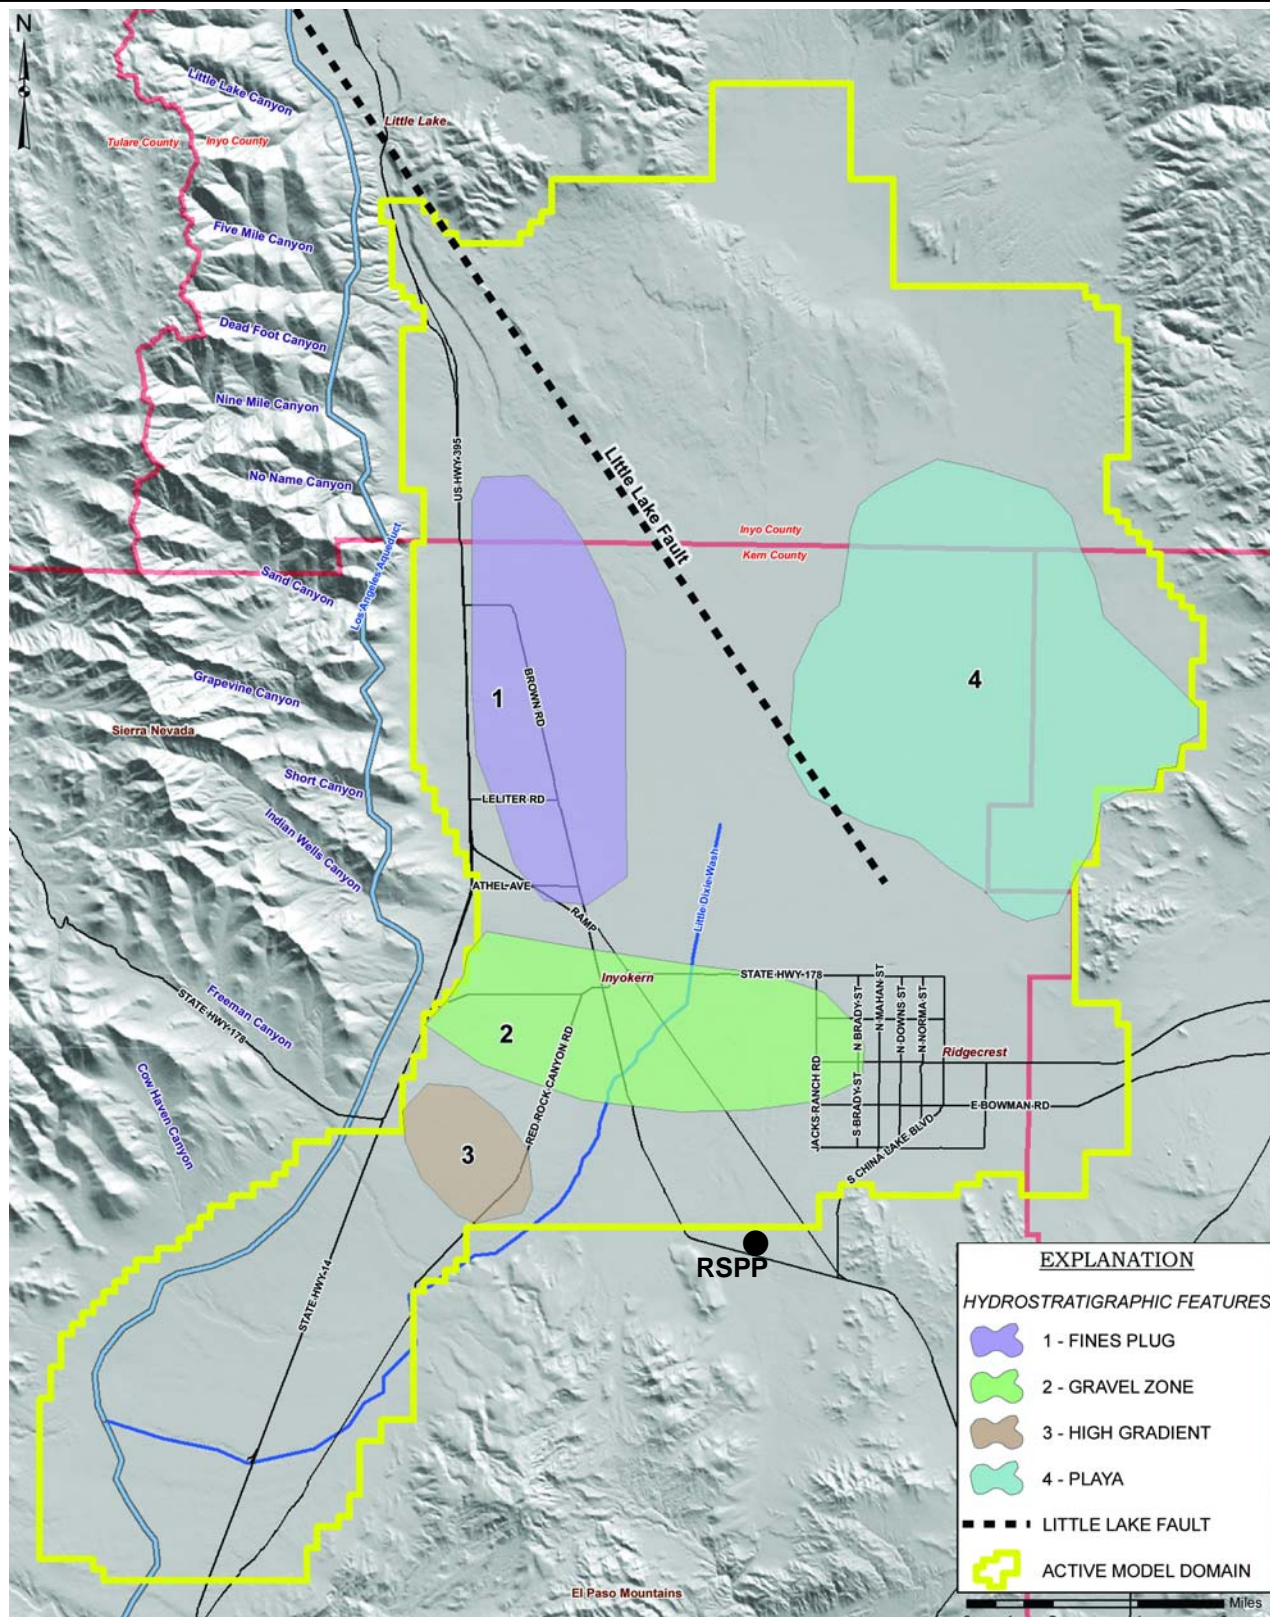 N
Little Lake Canyon
Little Lake
Tulare County
Inyo County
Five Mile Canyon
Dead Foot Canyon
Nine Mile Canyon
US HWY 395
No Name Canyon
Little Lake Fault
Inyo County
Kern County
Los Angeles Aqueduct
Sand Canyon
Grapevine Canyon
1
BROWN RD
4
Sierra Nevada
Short Canyon
LELITER RD
Indian Wells Canyon
Little Dixie Wash
ATHEL AVE
RAMP
Inyokern
STATE HWY 178
N BRADY ST
N MAHAN ST
N DOWNS ST
N NORMA ST
Freeman Canyon
STATE HWY 178
2
RED ROCK CANYON RD
Ridgecrest
JACKS RANCH RD
S BRADY ST
E BOWMAN RD
Cow Haven Canyon
3
S CHINA LAKE BLVD
RSPP
STATE HWY 14
EXPLANATION
HYDROSTRATIGRAPHIC FEATURES
1 - FINES PLUG
2 - GRAVEL ZONE
3 - HIGH GRADIENT
4 - PLAYA
LITTLE LAKE FAULT
ACTIVE MODEL DOMAIN
El Paso Mountains
Miles